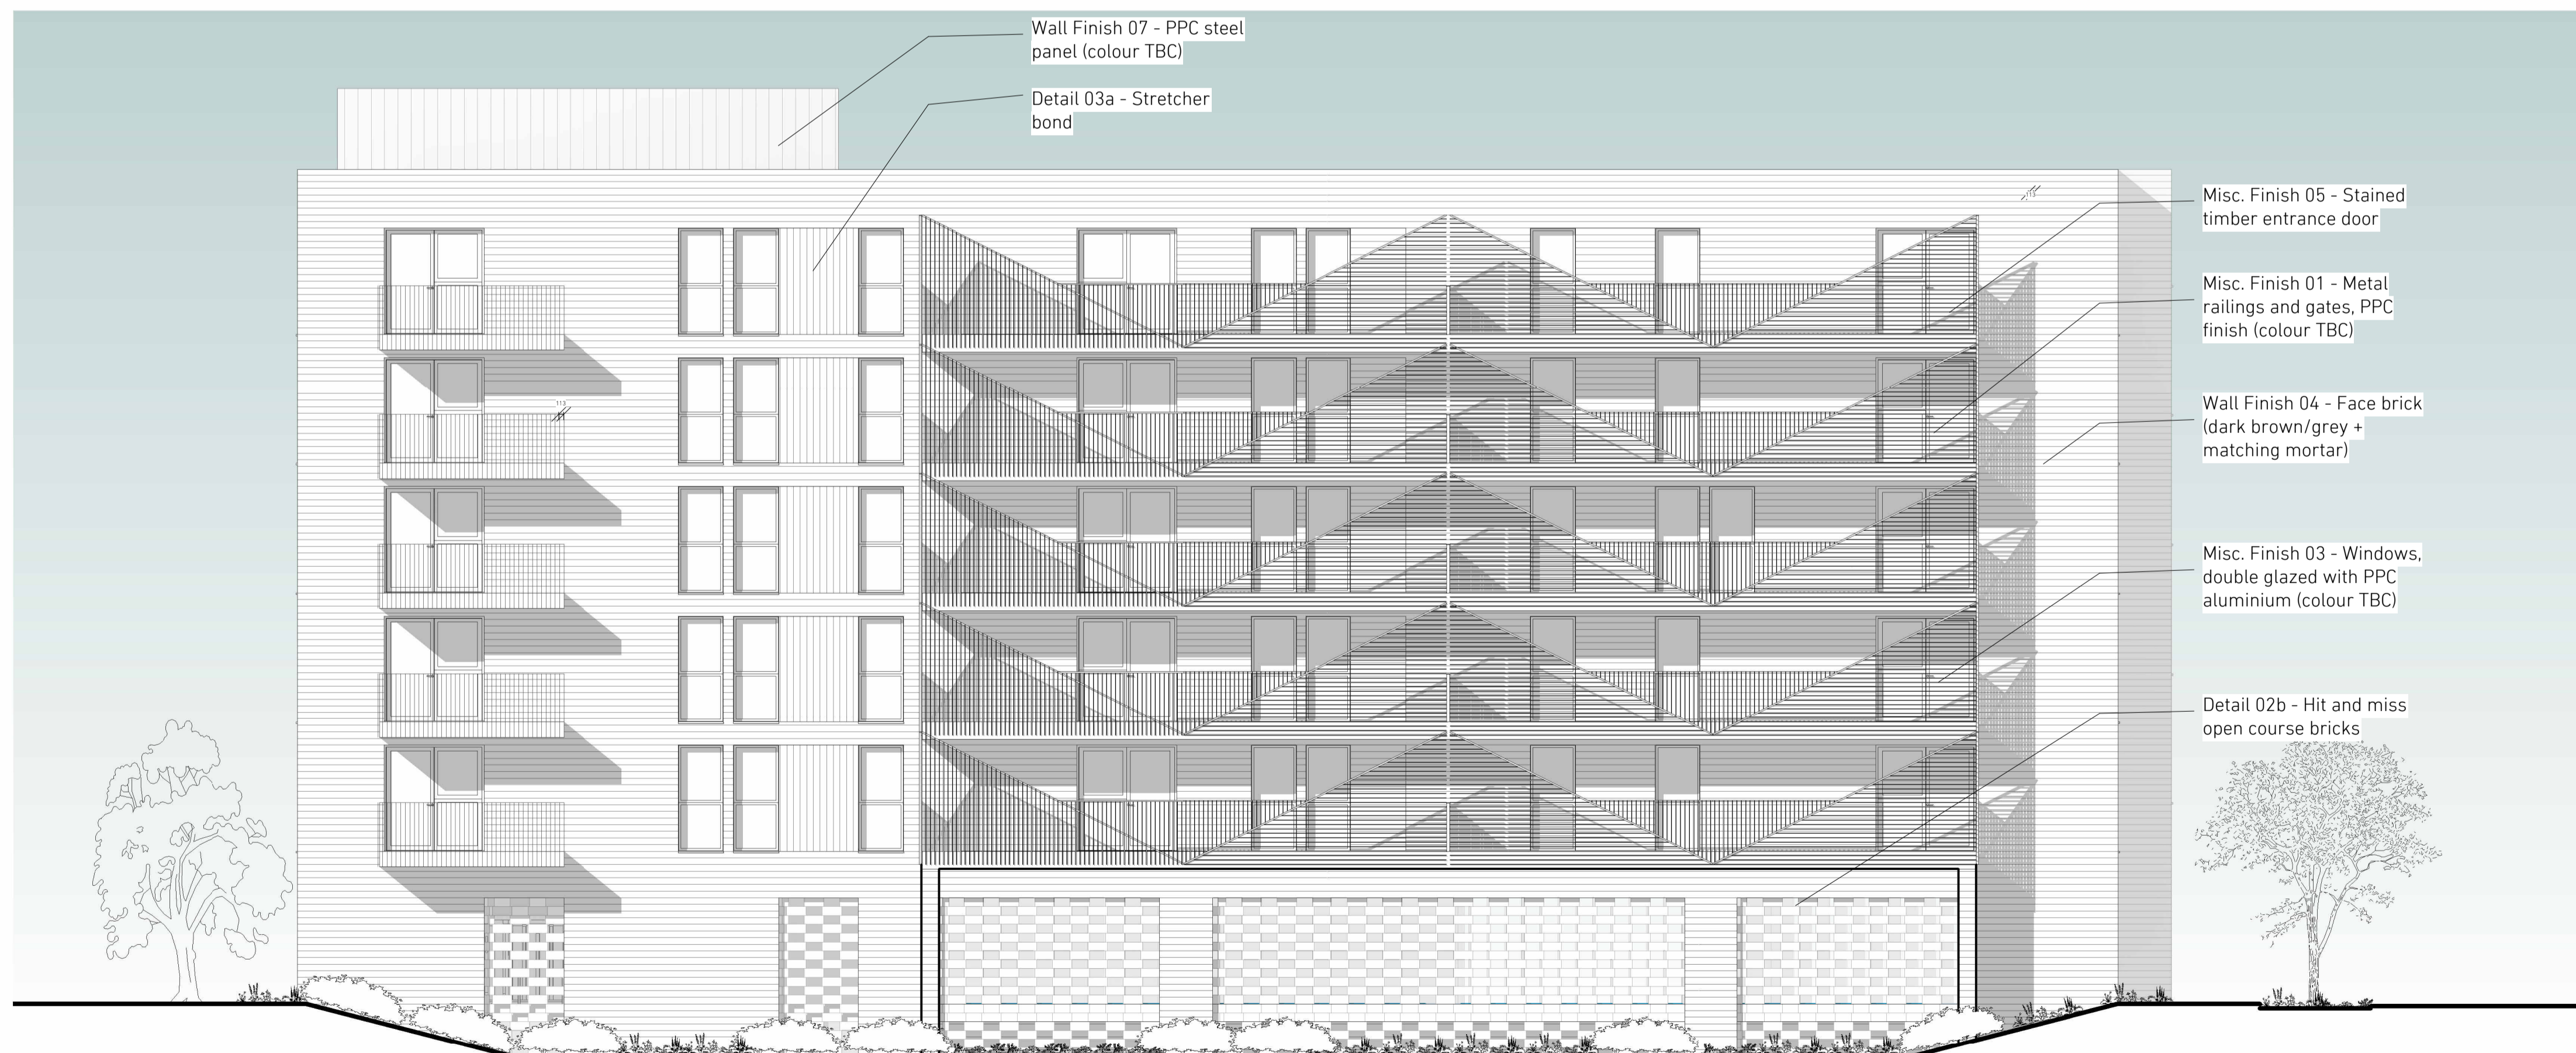 Wall Finish 07 - PPC steel
panel (colour TBC)
Detail 03a - Stretcher
bond
113
Misc. Finish 05 - Stained
timber entrance door
Misc. Finish 01 - Metal
railings and gates, PPC
finish (colour TBC)
113
Wall Finish 04 - Face brick
(dark brown/grey +
matching mortar)
Misc. Finish 03 - Windows,
double glazed with PPC
aluminium (colour TBC)
Detail 02b - Hit and miss
open course bricks